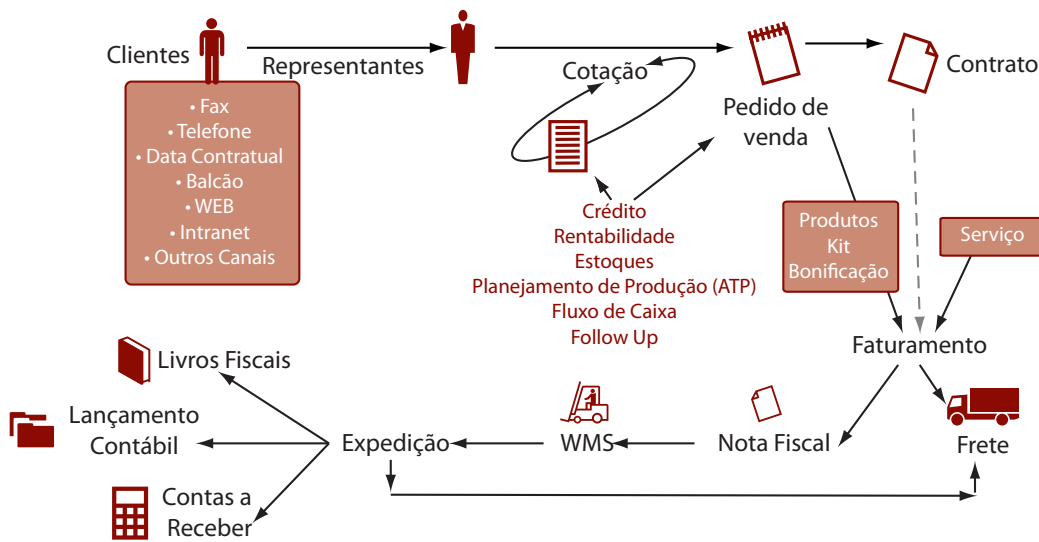 Clientes
Representantes
• Fax
• Telefone
• Data Contratual
• Balcão
• WEB
• Intranet
• Outros Canais
Cotação
Pedido de
venda
Contrato
Crédito
Rentabilidade
Estoques
Planejamento de Produção (ATP)
Fluxo de Caixa
Follow Up
Produtos
Kit
Bonificação
Serviço
Faturamento
Livros Fiscais
Lançamento
Contábil
Contas a
Receber
Expedição
WMS
Nota Fiscal
Frete